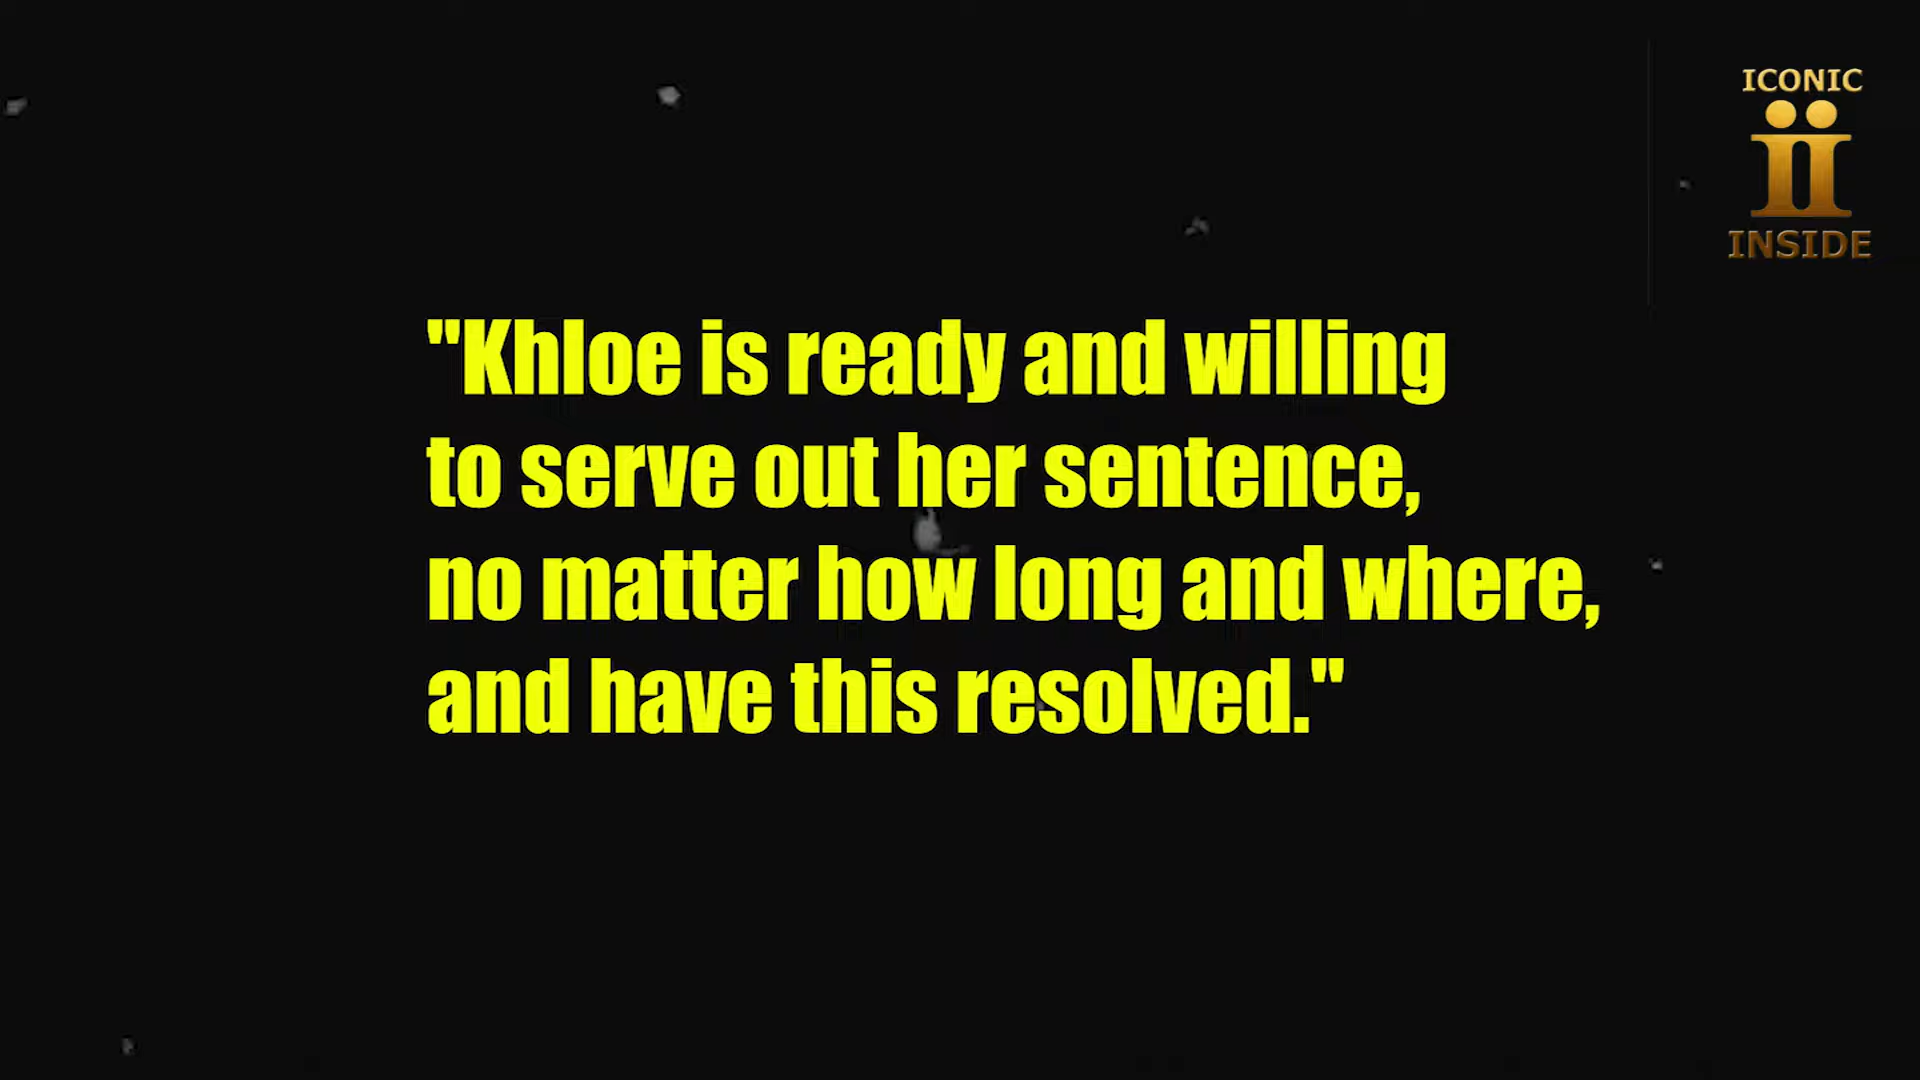 ICONIC
ii
INSIDE
"Khloe is ready and willing
to serve out her sentence,
no matter how long and where,
and have this resolved."